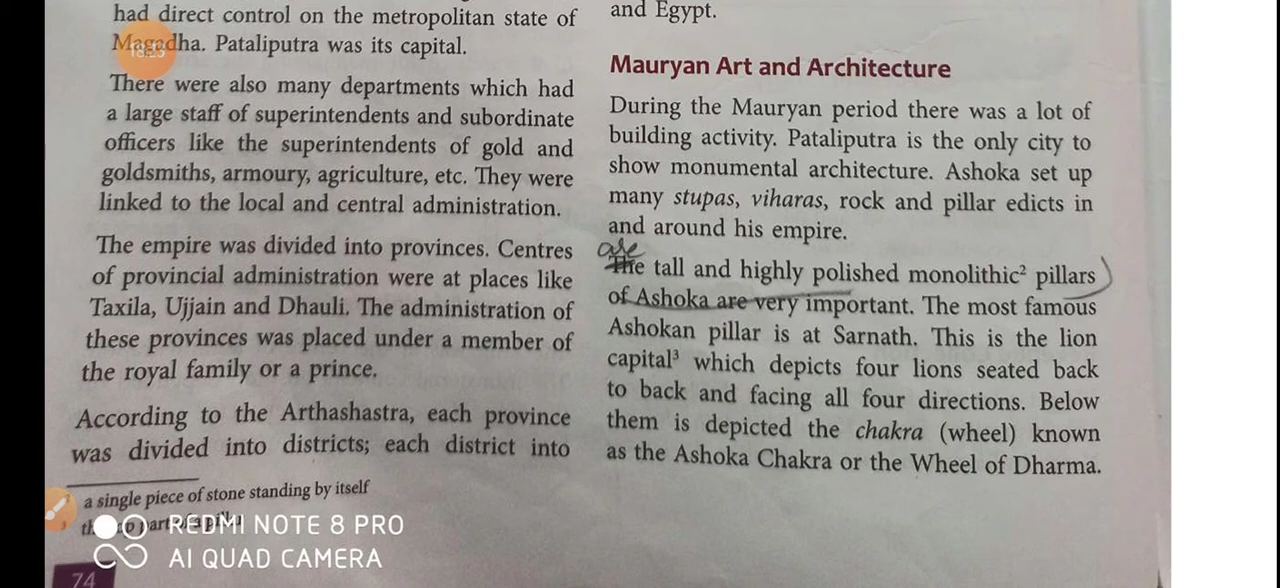 had direct control on the metropolitan state of
Magadha. Pataliputra was its capital.
There were also many departments which had
a large staff of superintendents and subordinate
officers like the superintendents of gold and
goldsmiths, armoury, agriculture, etc. They were
linked to the local and central administration.
The empire was divided into provinces. Centres
of provincial administration were at places like
Taxila, Ujjain and Dhauli. The administration of
these provinces was placed under a member of
the royal family or a prince.
According to the Arthashastra, each province
was divided into districts; each district into
a single piece of stone standing by itself
part of a
REDMI NOTE 8 PRO
AI QUAD CAMERA
74
and Egypt.
Mauryan Art and Architecture
During the Mauryan period there was a lot of
building activity. Pataliputra is the only city to
show monumental architecture. Ashoka set up
many stupas, viharas, rock and pillar edicts in
and around his empire.
The tall and highly polished monolithic² pillars
of Ashoka are very important. The most famous
Ashokan pillar is at Sarnath. This is the lion
capital³ which depicts four lions seated back
to back and facing all four directions. Below
them is depicted the chakra (wheel) known
as the Ashoka Chakra or the Wheel of Dharma.